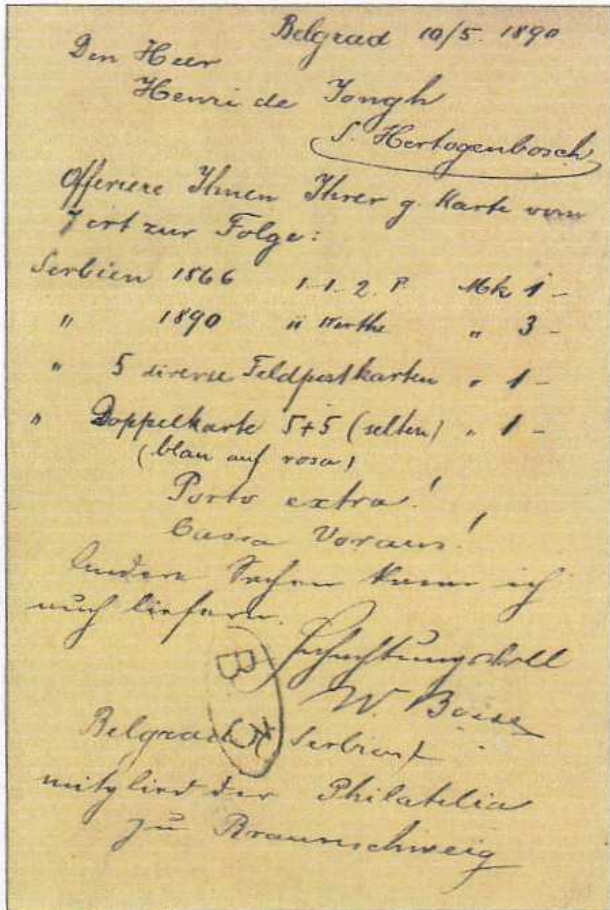 Belgrad 10/5. 1890
Den Heer
Henri de Jongh
S. Hertogenbosch
Offeriere Ihnen Ihrer g. Karte vom
7 ert zur Folge:
Serbien 1866 1-1-2. P. Mk 1-
" 1890 Werthe " 3-
" 5 diverse Feldpostkarten " 1-
" Doppelkarte 5+5 (selten) " 1-
(blau auf rosa)
Porto extra!
Cassa Voraus!
Andere Sachen kann ich
auch liefern.
Hochachtungsvoll
W.
B
Belgrad (Serbien)
mitglied der Philatelia
zu Braunschweig